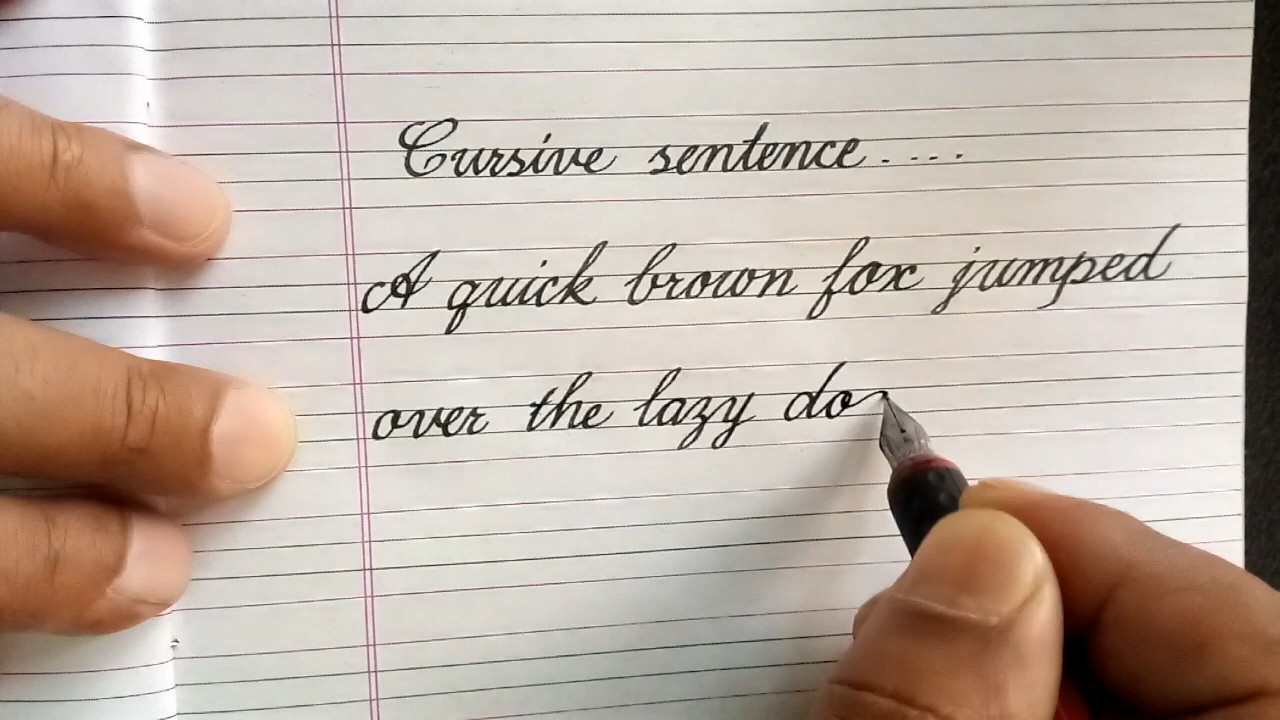 Cursive sentence....
A quick brown fox jumped
over the lazy do